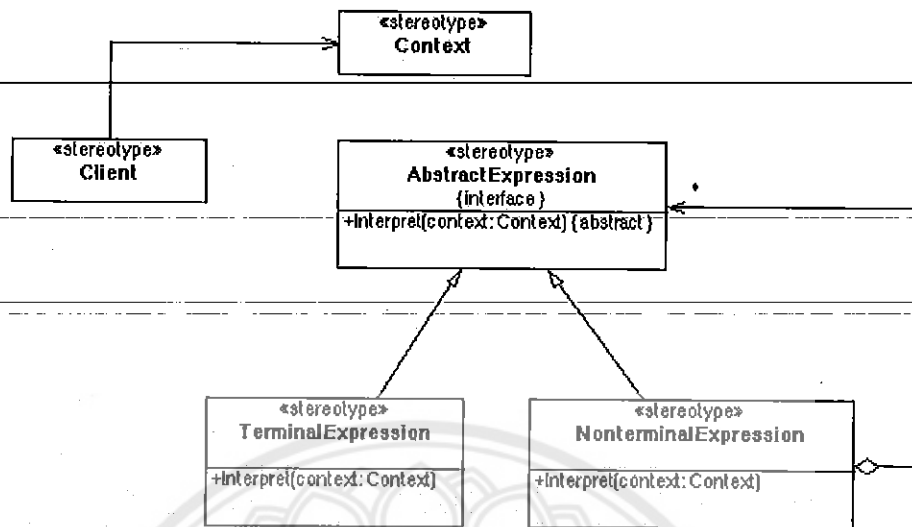 «stereotype»
Context
«stereotype»
Client
«stereotype»
AbstractExpression
{interface}
+Interpret(context: Context) {abstract}
*
«stereotype»
TerminalExpression
+Interpret(context: Context)
«stereotype»
NonterminalExpression
+Interpret(context: Context)